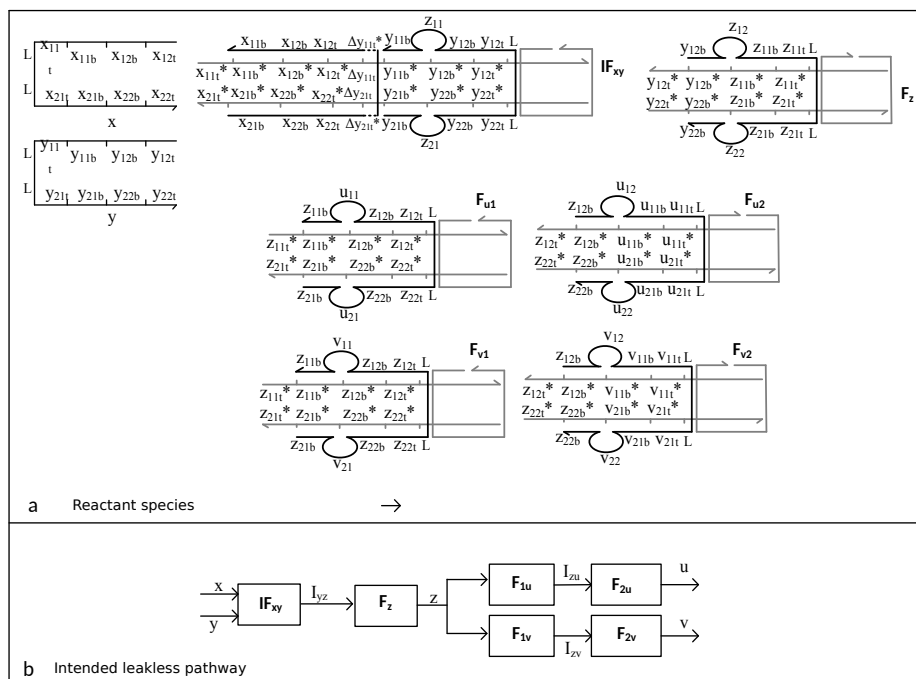 x11t x11b x12b x12t
L
L
x21t x21b x22b x22t
x
y11t y11b y12b y12t
L
L
y21t y21b y22b y22t
y
z11
x11b x12b x12t Δy11t* y11b y12b y12t L
x11t* x11b* x12b* x12t* Δy11t y11b* y12b* y12t*
IFxy
x21t* x21b* x22b* x22t* Δy21t y21b* y22b* y22t*
x21b x22b x22t Δy21t* y21b y22b y22t L
z21
z12
y12b z11b z11t L
y12t* y12b* z11b* z11t*
Fz
y22t* y22b* z21b* z21t*
y22b z21b z21t L
z22
u11 Fu1
z11b z12b z12t L
z11t* z11b* z12b* z12t*
z21t* z21b* z22b* z22t*
z21b z22b z22t L
u21
u12 Fu2
z12b u11b u11t L
z12t* z12b* u11b* u11t*
z22t* z22b* u21b* u21t*
z22b u21b u21t L
u22
v11 Fv1
z11b z12b z12t L
z11t* z11b* z12b* z12t*
z21t* z21b* z22b* z22t*
z21b z22b z22t L
v21
v12 Fv2
z12b v11b v11t L
z12t* z12b* v11b* v11t*
z22t* z22b* v21b* v21t*
z22b v21b v21t L
v22
a Reactant species →
x
y
IFxy
Iyz
Fz
z
F1u
Izu
F2u
u
F1v
Izv
F2v
v
b Intended leakless pathway